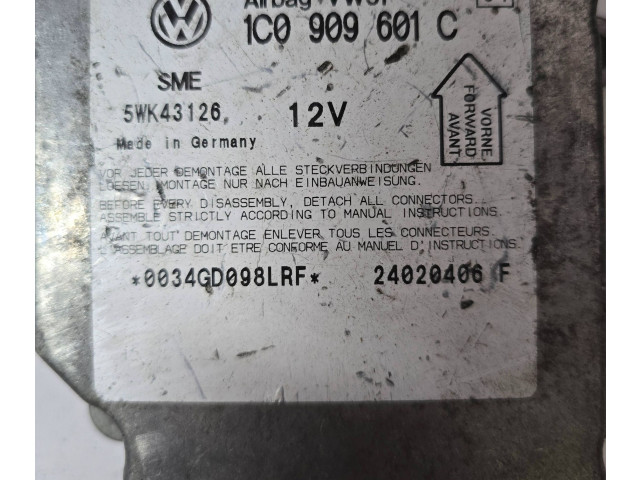 Airbag VW61
1C0 909 601 C
SME
5WK43126
12V
Made in Germany
VORNE
FORWARD
AVANT
VOR JEDER DEMONTAGE ALLE STECKVERBINDUNGEN
LOESEN. MONTAGE NUR NACH EINBAUANWEISUNG.
BEFORE EVERY DISASSEMBLY, DETACH ALL CONNECTORS.
ASSEMBLE STRICTLY ACCORDING TO MANUAL INSTRUCTIONS.
AVANT TOUT DEMONTAGE ENLEVER TOUS LES CONNECTEURS.
L'ASSEMBLAGE DOIT ETRE CONFORME AU MANUEL D'INSTRUCTIONS.
*0034GD098LRF* 24020406 F